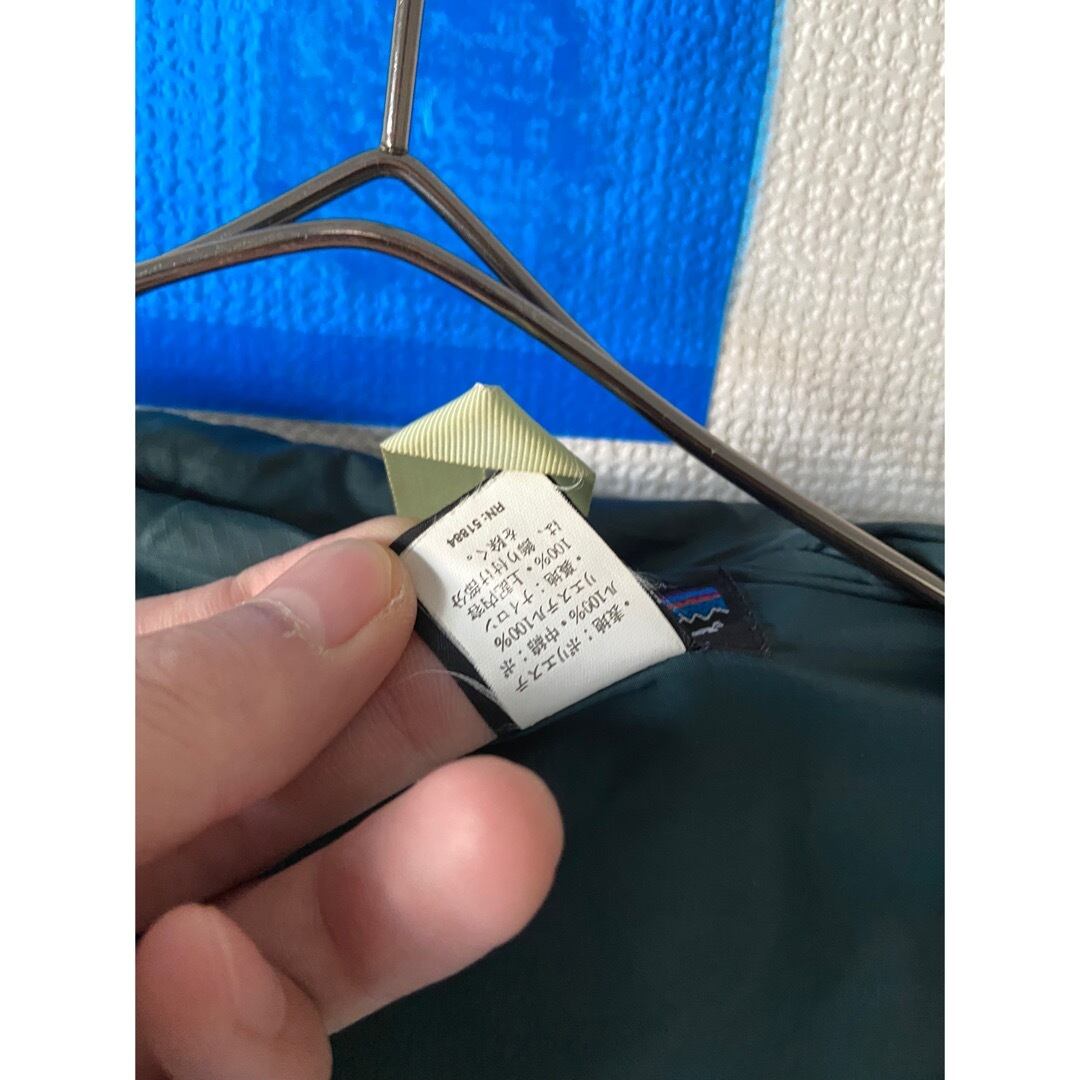 ・表地：ポリエステ
ル100%・中綿：ポ
リエステル100%
・裏地：ナイロン
100%・上記内容
は、飾り付け部分
を除く。
RN: 51884